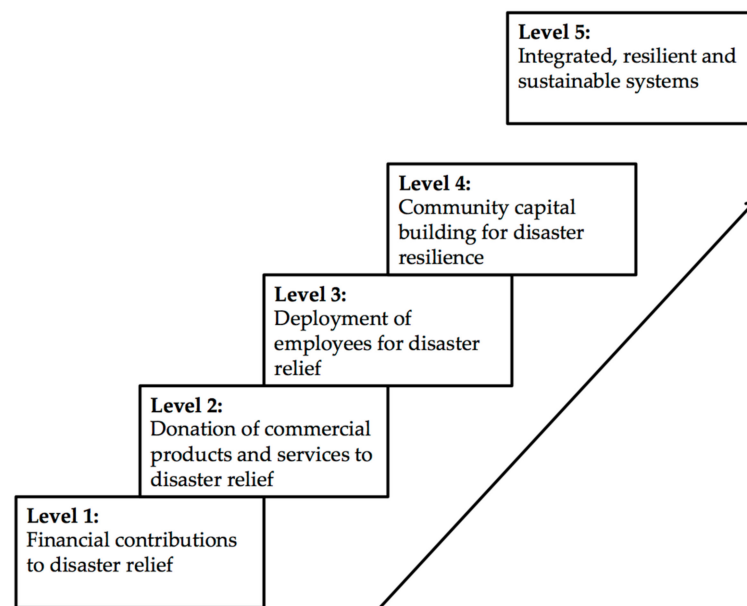 Level 5:
Integrated, resilient and
sustainable systems
Level 4:
Community capital
building for disaster
resilience
Level 3:
Deployment of
employees for disaster
relief
Level 2:
Donation of commercial
products and services to
disaster relief
Level 1:
Financial contributions
to disaster relief